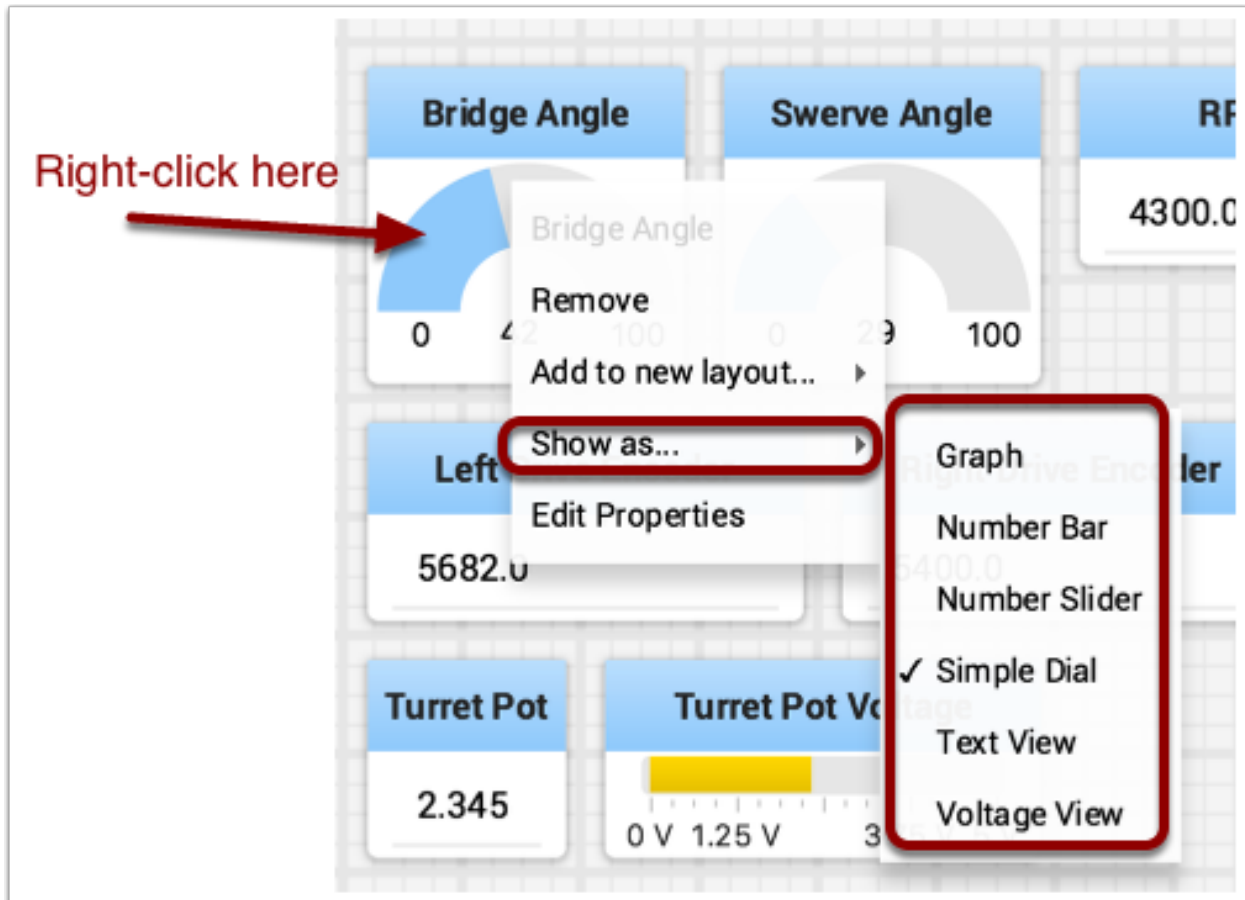 Bridge Angle
Swerve Angle
Right-click here
4300.0
Bridge Angle
Remove
0 42 100
0 29 100
Add to new layout...
Show as...
Graph
Left Drive Encoder
Right Drive Encoder
Edit Properties
Number Bar
5682.0
5400.0
Number Slider
✓ Simple Dial
Turret Pot
Turret Pot Voltage
Text View
2.345
Voltage View
0 V 1.25 V